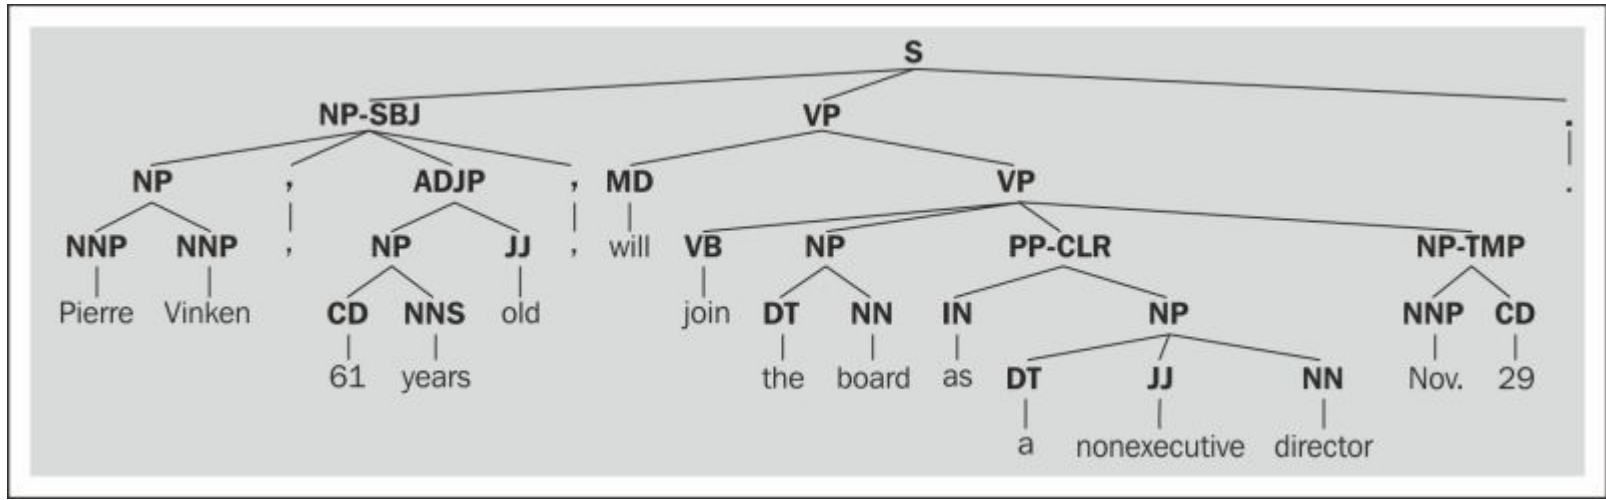 S
NP-SBJ VP .
NP , ADJP , MD VP .
NNP NNP , NP JJ , will VB NP PP-CLR NP-TMP
Pierre Vinken CD NNS old join DT NN IN NP NNP CD
61 years the board as DT JJ NN Nov. 29
a nonexecutive director